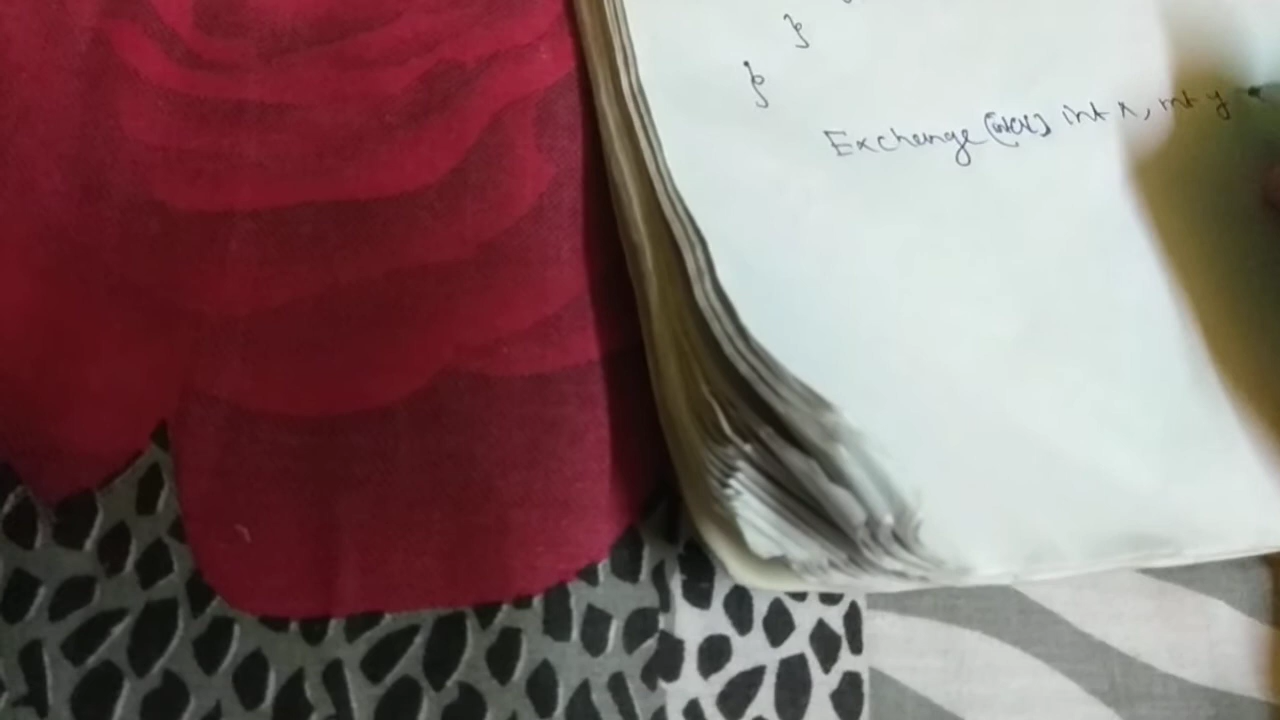 }
}
Exchange( int x, int y